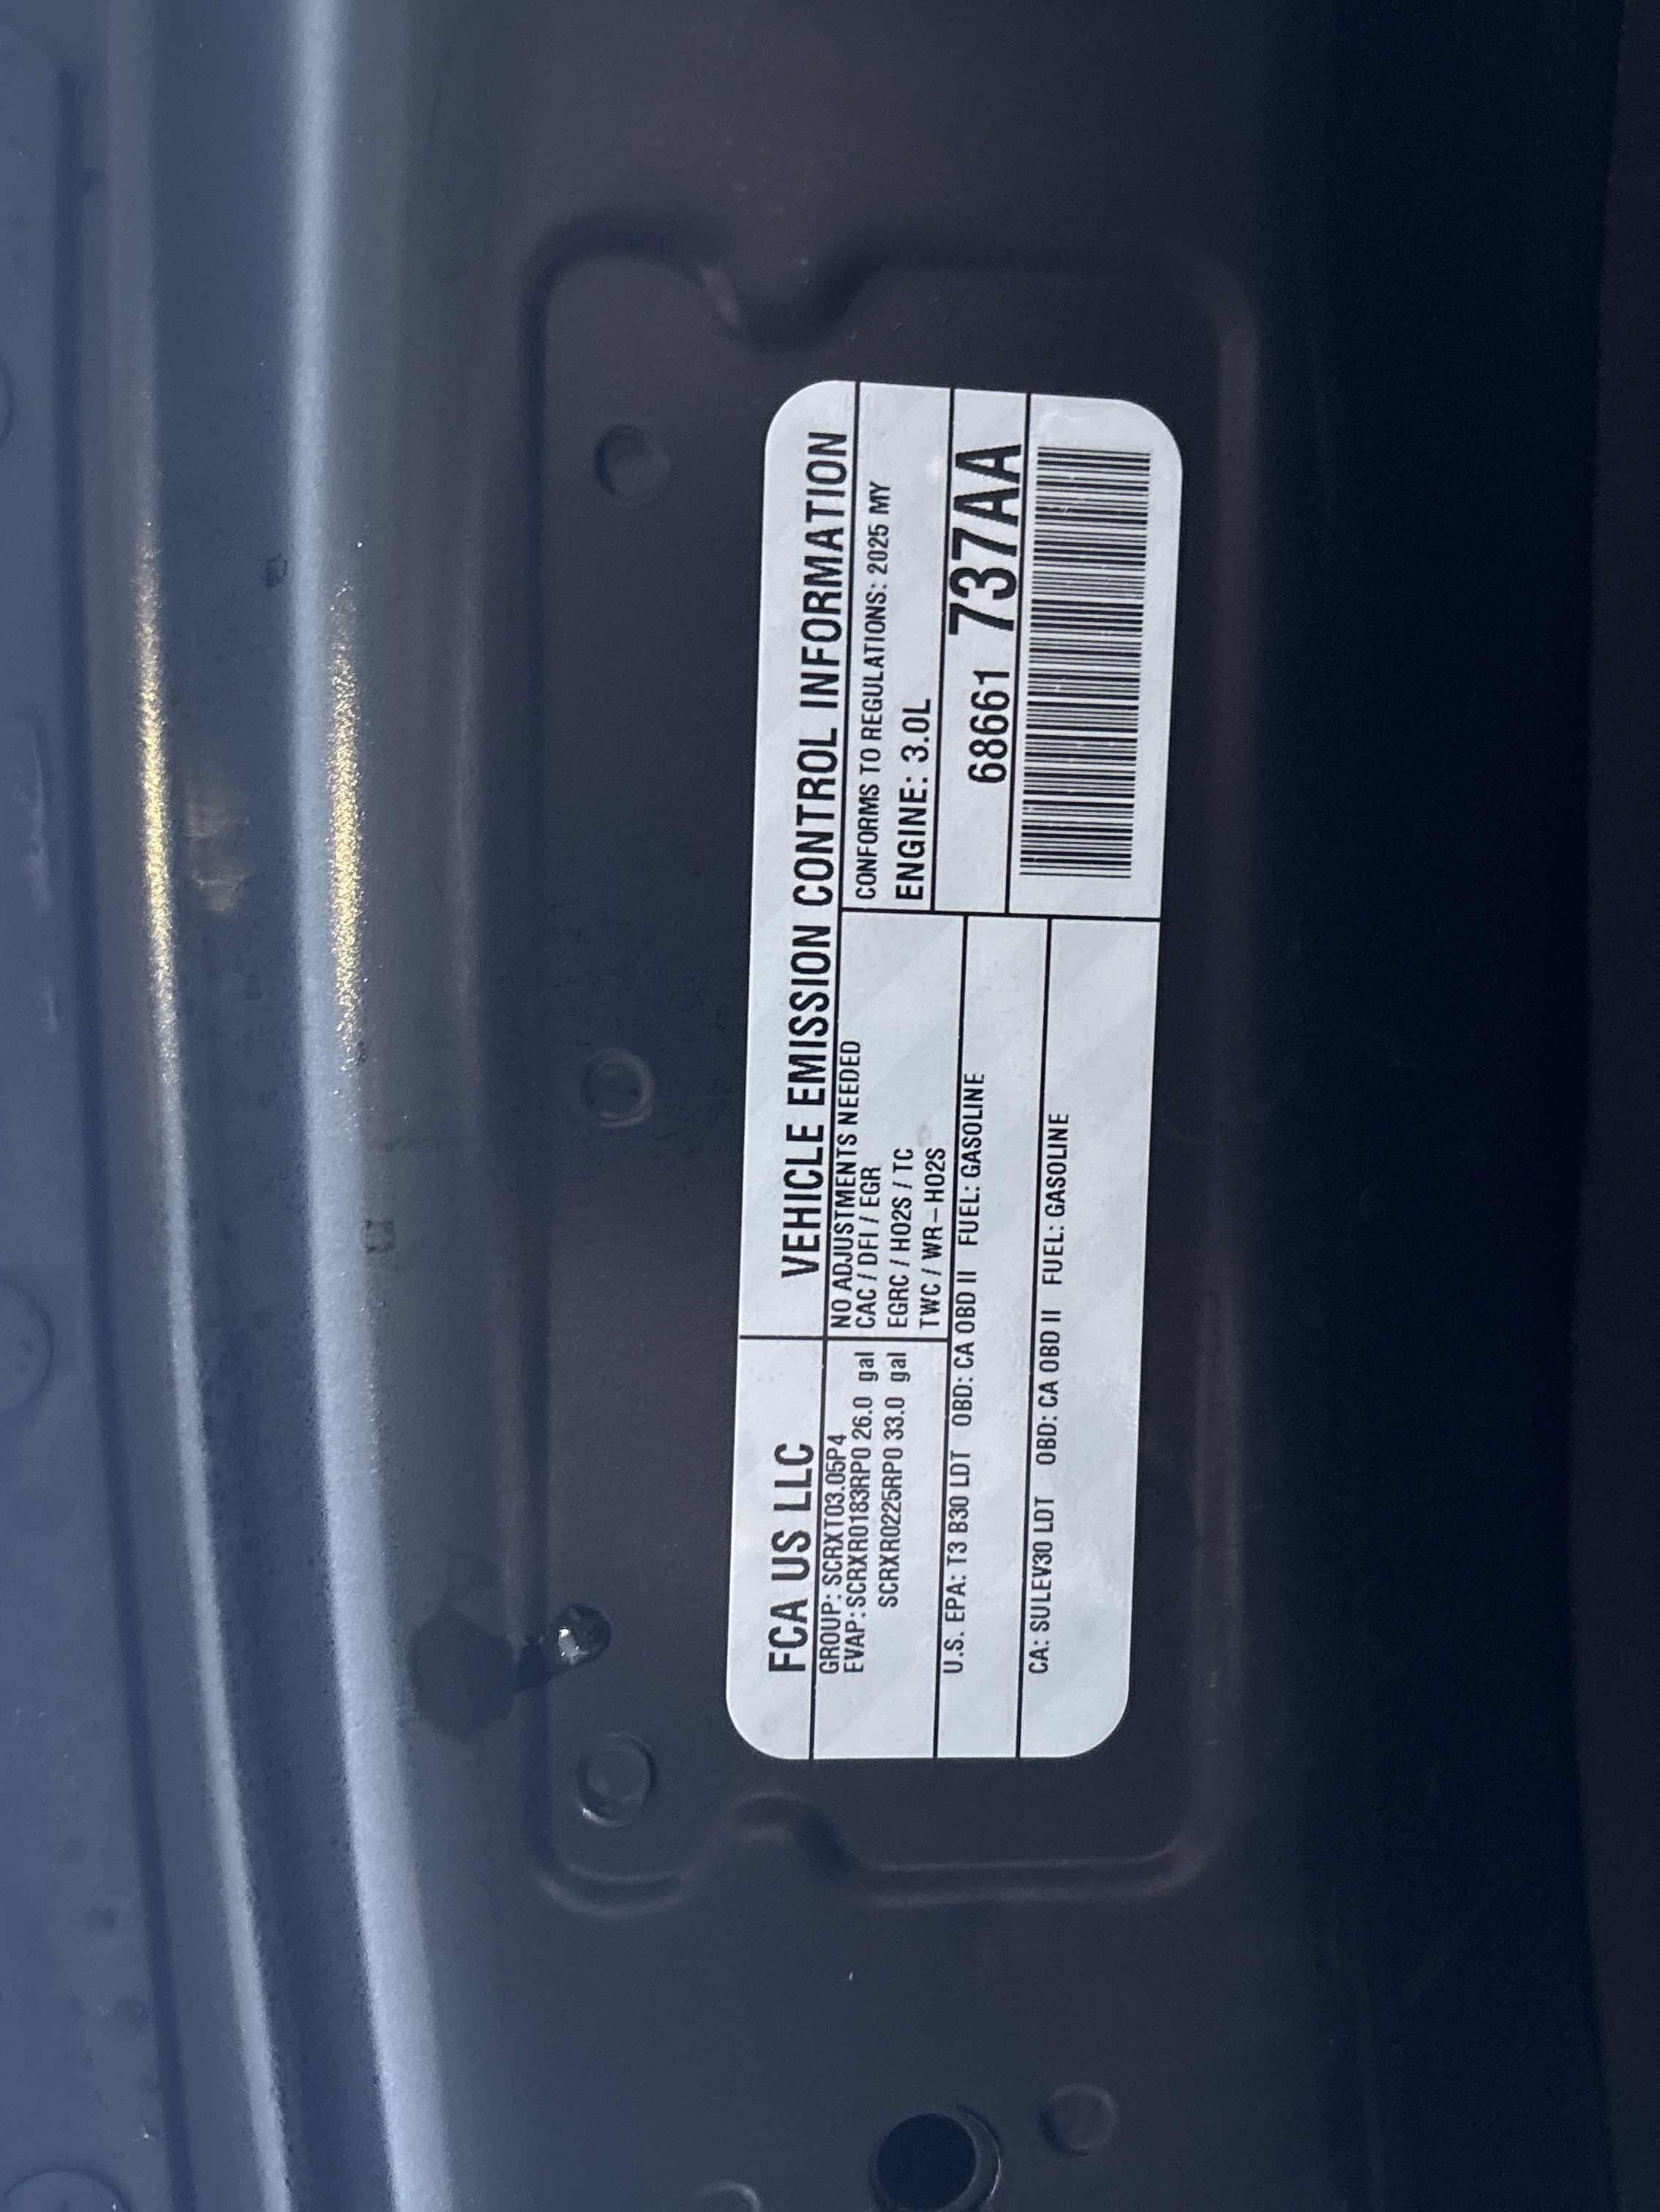 FCA US LLC
VEHICLE EMISSION CONTROL INFORMATION
GROUP: SCRXT03.05P4
EVAP: SCRXR0183RP0 26.0 gal
SCRXR0225RP0 33.0 gal
NO ADJUSTMENTS NEEDED
CAC / DFI / EGR
EGRC / HO2S / TC
TWC / WR-HO2S
CONFORMS TO REGULATIONS: 2025 MY
ENGINE: 3.0L
68661 737AA
U.S. EPA: T3 B30 LDT OBD: CA OBD II FUEL: GASOLINE
CA: SULEV30 LDT OBD: CA OBD II FUEL: GASOLINE